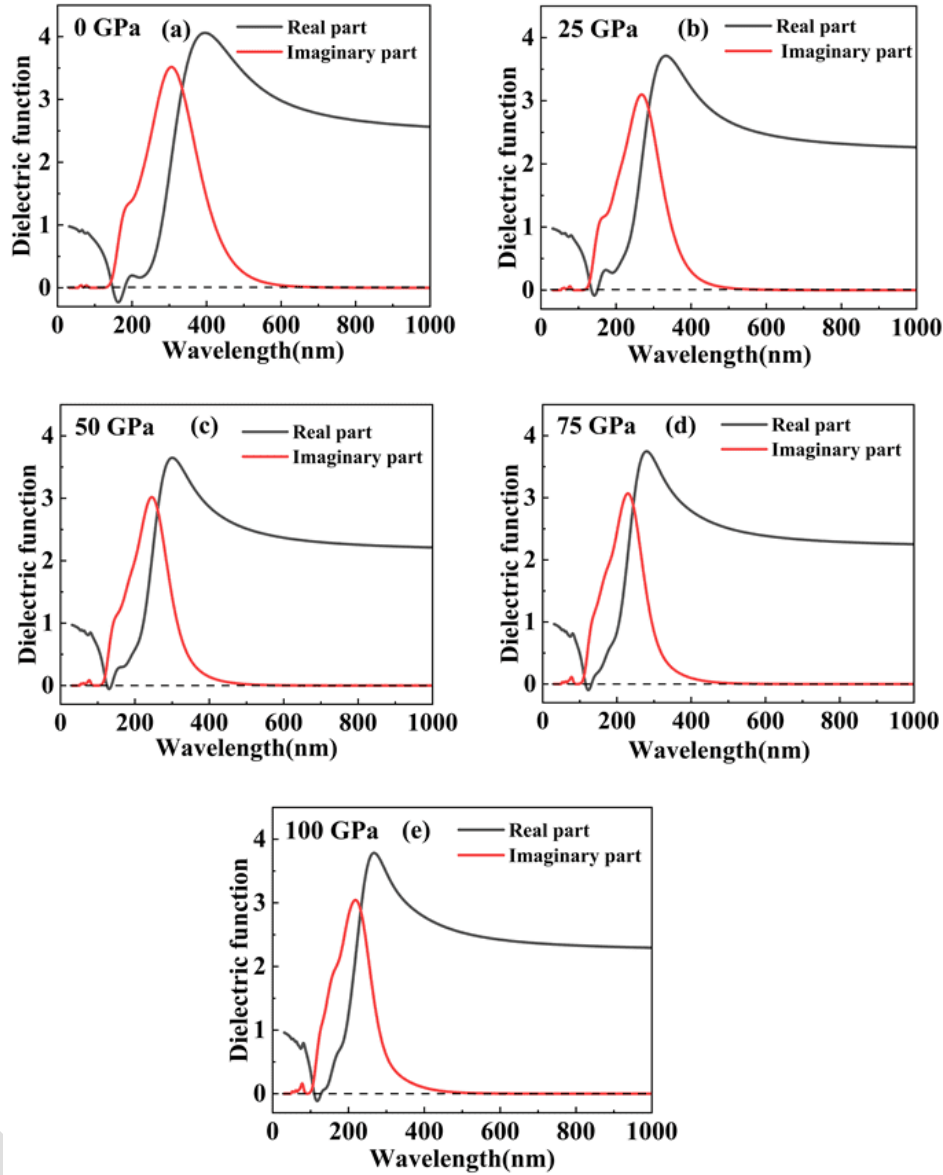 0 GPa (a)
Real part
Imaginary part
Dielectric function
4
3
2
1
0
0 200 400 600 800 1000
Wavelength(nm)
25 GPa (b)
Real part
Imaginary part
Dielectric function
4
3
2
1
0
0 200 400 600 800 1000
Wavelength(nm)
50 GPa (c)
Real part
Imaginary part
Dielectric function
4
3
2
1
0
0 200 400 600 800 1000
Wavelength(nm)
75 GPa (d)
Real part
Imaginary part
Dielectric function
4
3
2
1
0
0 200 400 600 800 1000
Wavelength(nm)
100 GPa (e)
Real part
Imaginary part
Dielectric function
4
3
2
1
0
0 200 400 600 800 1000
Wavelength(nm)